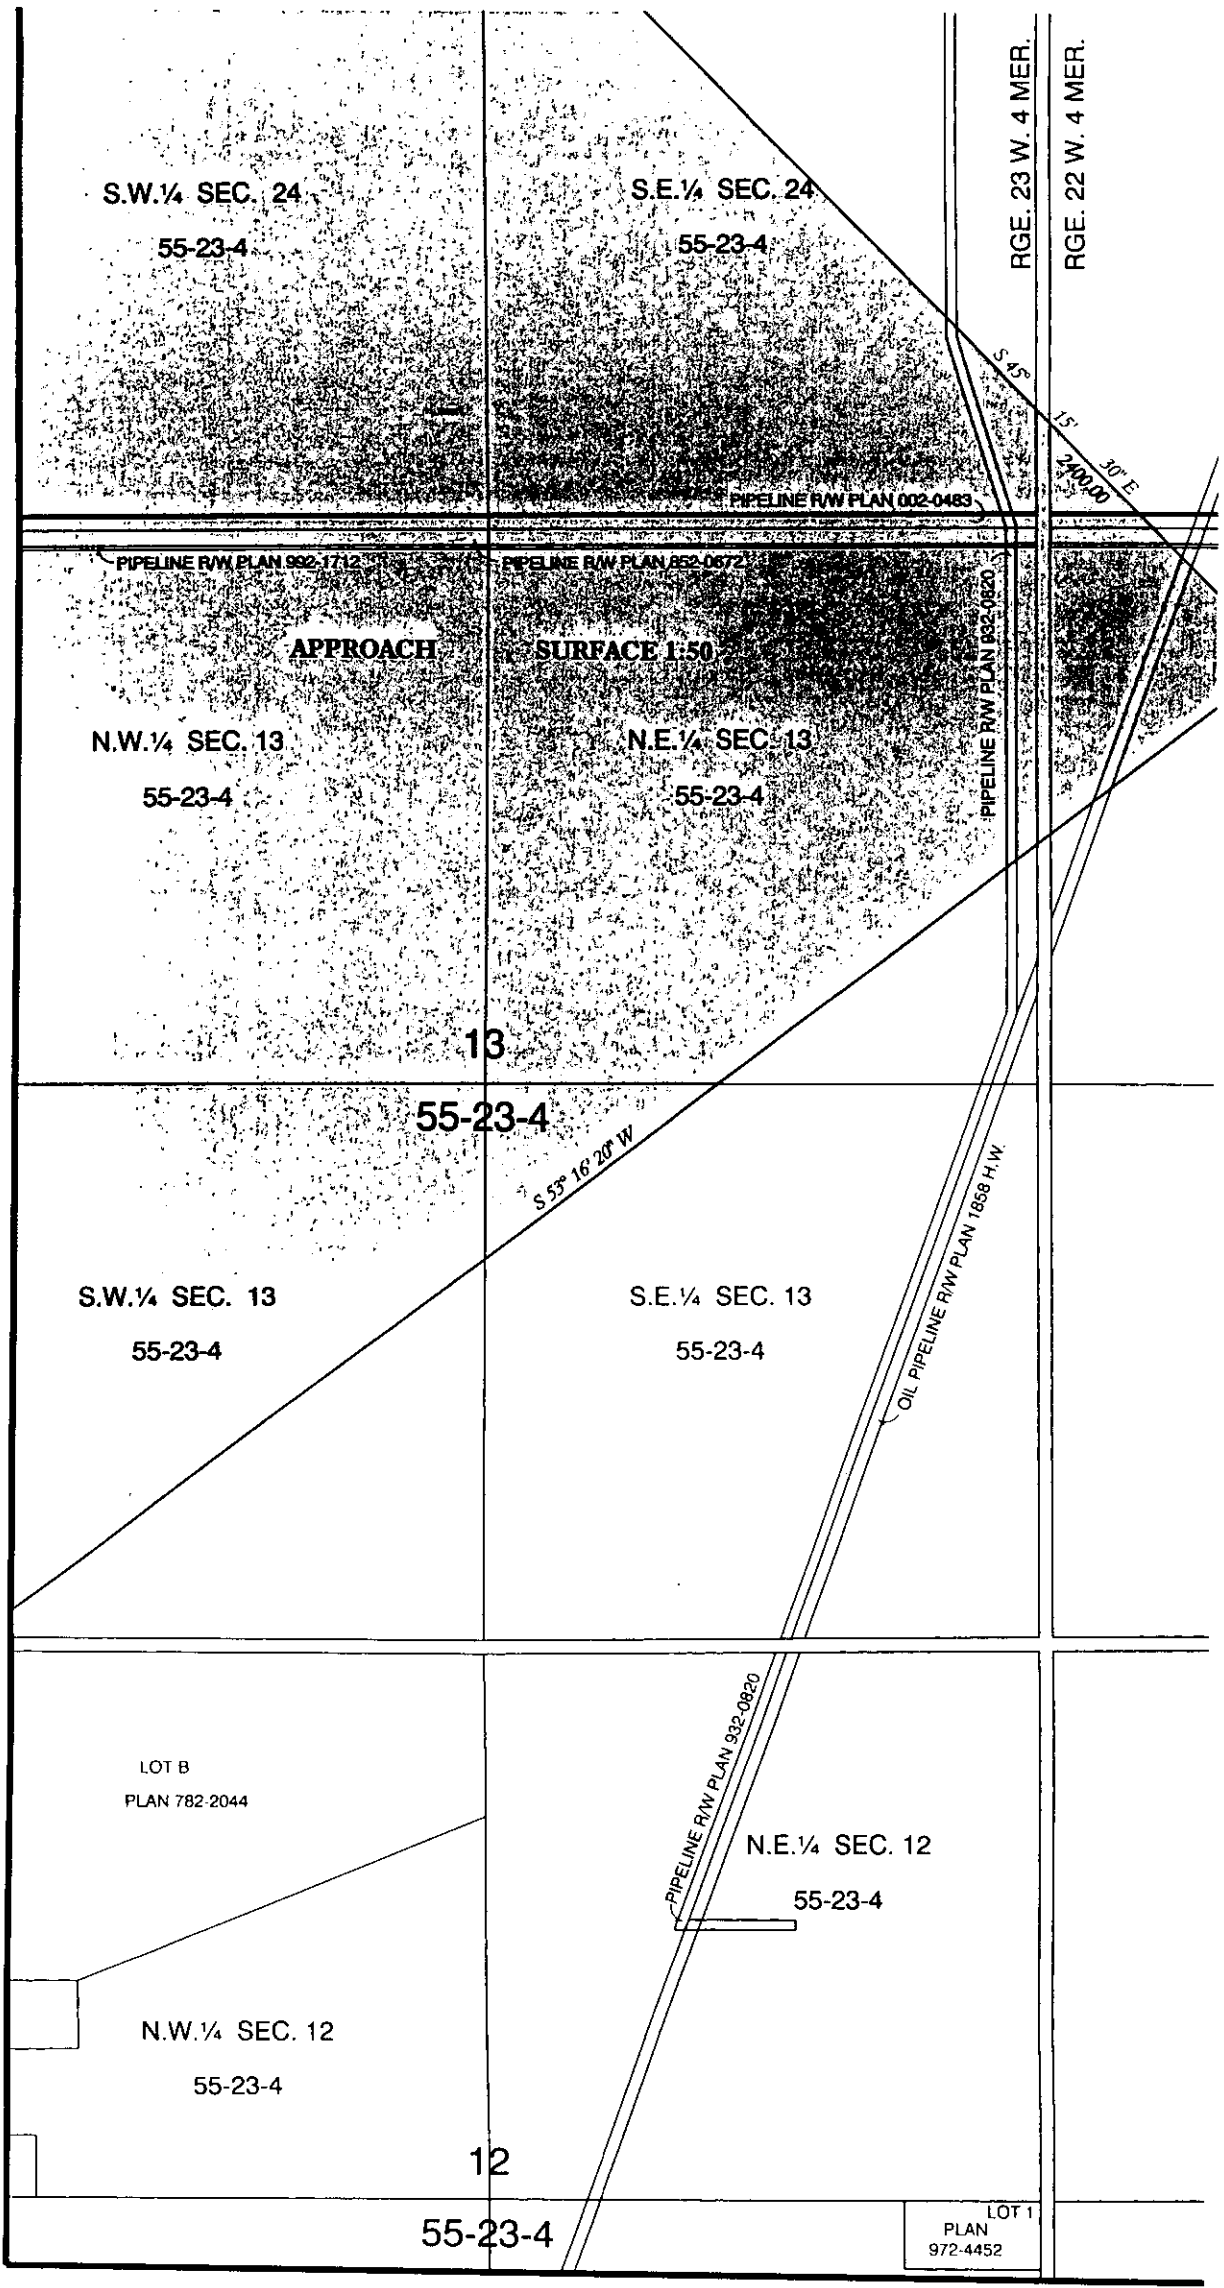 RGE. 23 W. 4 MER.
RGE. 22 W. 4 MER.
S.W.¼ SEC. 24
55-23-4
S.E.¼ SEC. 24
55-23-4
S 45° 15' 30" E
2400.00
PIPELINE R/W PLAN 002-0483
PIPELINE R/W PLAN 992-1712
PIPELINE R/W PLAN 852-0672
PIPELINE R/W PLAN 932-0820
APPROACH SURFACE 1:50
N.W.¼ SEC. 13
55-23-4
N.E.¼ SEC. 13
55-23-4
13
55-23-4
S 53° 16' 20" W
S.W.¼ SEC. 13
55-23-4
S.E.¼ SEC. 13
55-23-4
OIL PIPELINE R/W PLAN 1858 H.W.
LOT B
PLAN 782-2044
PIPELINE R/W PLAN 932-0820
N.E.¼ SEC. 12
55-23-4
N.W.¼ SEC. 12
55-23-4
12
55-23-4
LOT 1
PLAN
972-4452